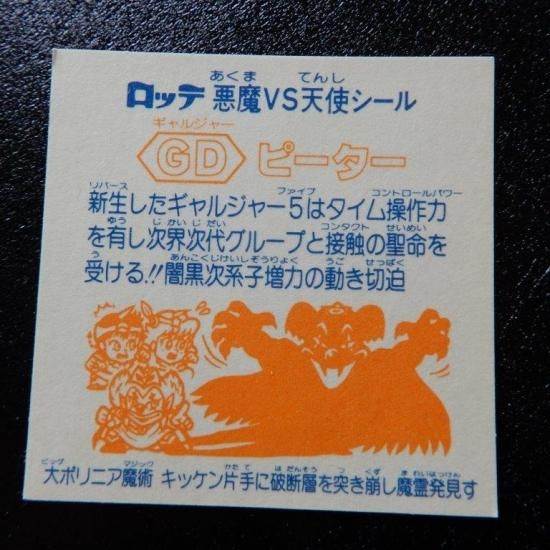 あくま てんし
ロッテ 悪魔VS天使シール
ギャルジャー
GD ピーター
リバース ファイブ コントロールパワー
新生したギャルジャー5はタイム操作力
ゆう じかいじだい コンタクト せいめい
を有し次界次代グループと接触の聖命を
う あんこくじけいしぞうりょく うご せっぱく
受ける!!闇黒次系子増力の動き切迫
ビッグ マジック かたて はだんそう つ くず まれいはっけん
大ポリニア魔術 キッケン片手に破断層を突き崩し魔霊発見す